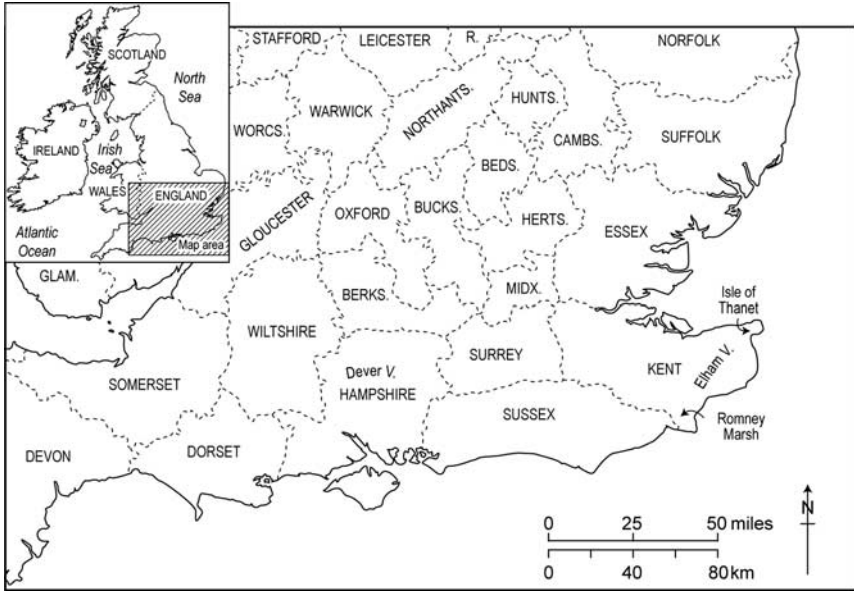 SCOTLAND
North
Sea
IRELAND
Irish
Sea
WALES
ENGLAND
Atlantic
Ocean
Map area
STAFFORD
LEICESTER
R.
NORFOLK
WARWICK
NORTHANTS.
HUNTS.
WORCS.
CAMBS.
SUFFOLK
BEDS.
GLOUCESTER
OXFORD
BUCKS.
HERTS.
ESSEX
GLAM.
BERKS.
MIDX.
Isle of
Thanet
WILTSHIRE
SURREY
KENT
Elham V.
Dever V.
SOMERSET
HAMPSHIRE
SUSSEX
Romney
Marsh
DEVON
DORSET
N
0 25 50 miles
0 40 80 km